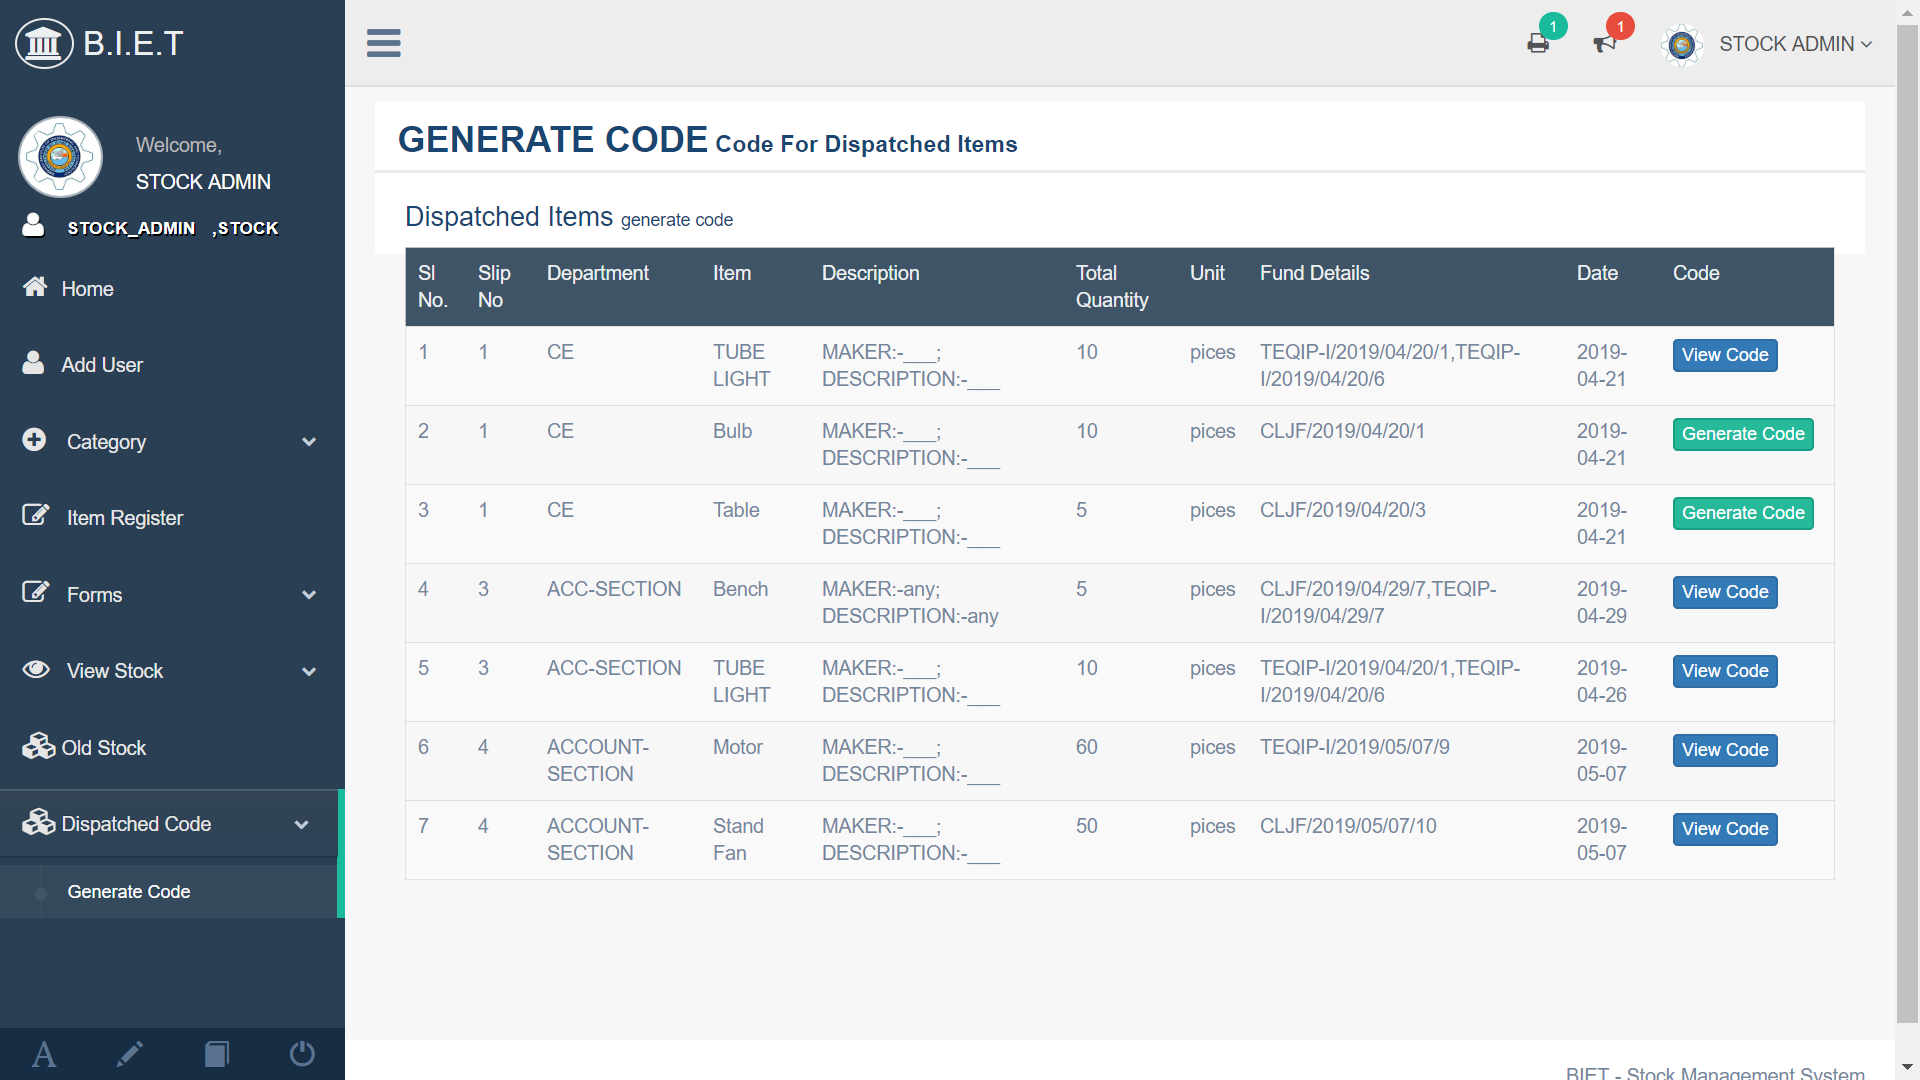 B.I.E.T
1
1
STOCK ADMIN
Welcome,
STOCK ADMIN
STOCK_ADMIN ,STOCK
Home
Add User
Category
Item Register
Forms
View Stock
Old Stock
Dispatched Code
Generate Code
A
GENERATE CODE Code For Dispatched Items
Dispatched Items generate code
Sl No. Slip No Department Item Description Total Quantity Unit Fund Details Date Code
1 1 CE TUBE LIGHT MAKER:-___; DESCRIPTION:-___ 10 pices TEQIP-I/2019/04/20/1,TEQIP-I/2019/04/20/6 2019-04-21 View Code
2 1 CE Bulb MAKER:-___; DESCRIPTION:-___ 10 pices CLJF/2019/04/20/1 2019-04-21 Generate Code
3 1 CE Table MAKER:-___; DESCRIPTION:-___ 5 pices CLJF/2019/04/20/3 2019-04-21 Generate Code
4 3 ACC-SECTION Bench MAKER:-any; DESCRIPTION:-any 5 pices CLJF/2019/04/29/7,TEQIP-I/2019/04/29/7 2019-04-29 View Code
5 3 ACC-SECTION TUBE LIGHT MAKER:-___; DESCRIPTION:-___ 10 pices TEQIP-I/2019/04/20/1,TEQIP-I/2019/04/20/6 2019-04-26 View Code
6 4 ACCOUNT-SECTION Motor MAKER:-___; DESCRIPTION:-___ 60 pices TEQIP-I/2019/05/07/9 2019-05-07 View Code
7 4 ACCOUNT-SECTION Stand Fan MAKER:-___; DESCRIPTION:-___ 50 pices CLJF/2019/05/07/10 2019-05-07 View Code
BIET - Stock Management System